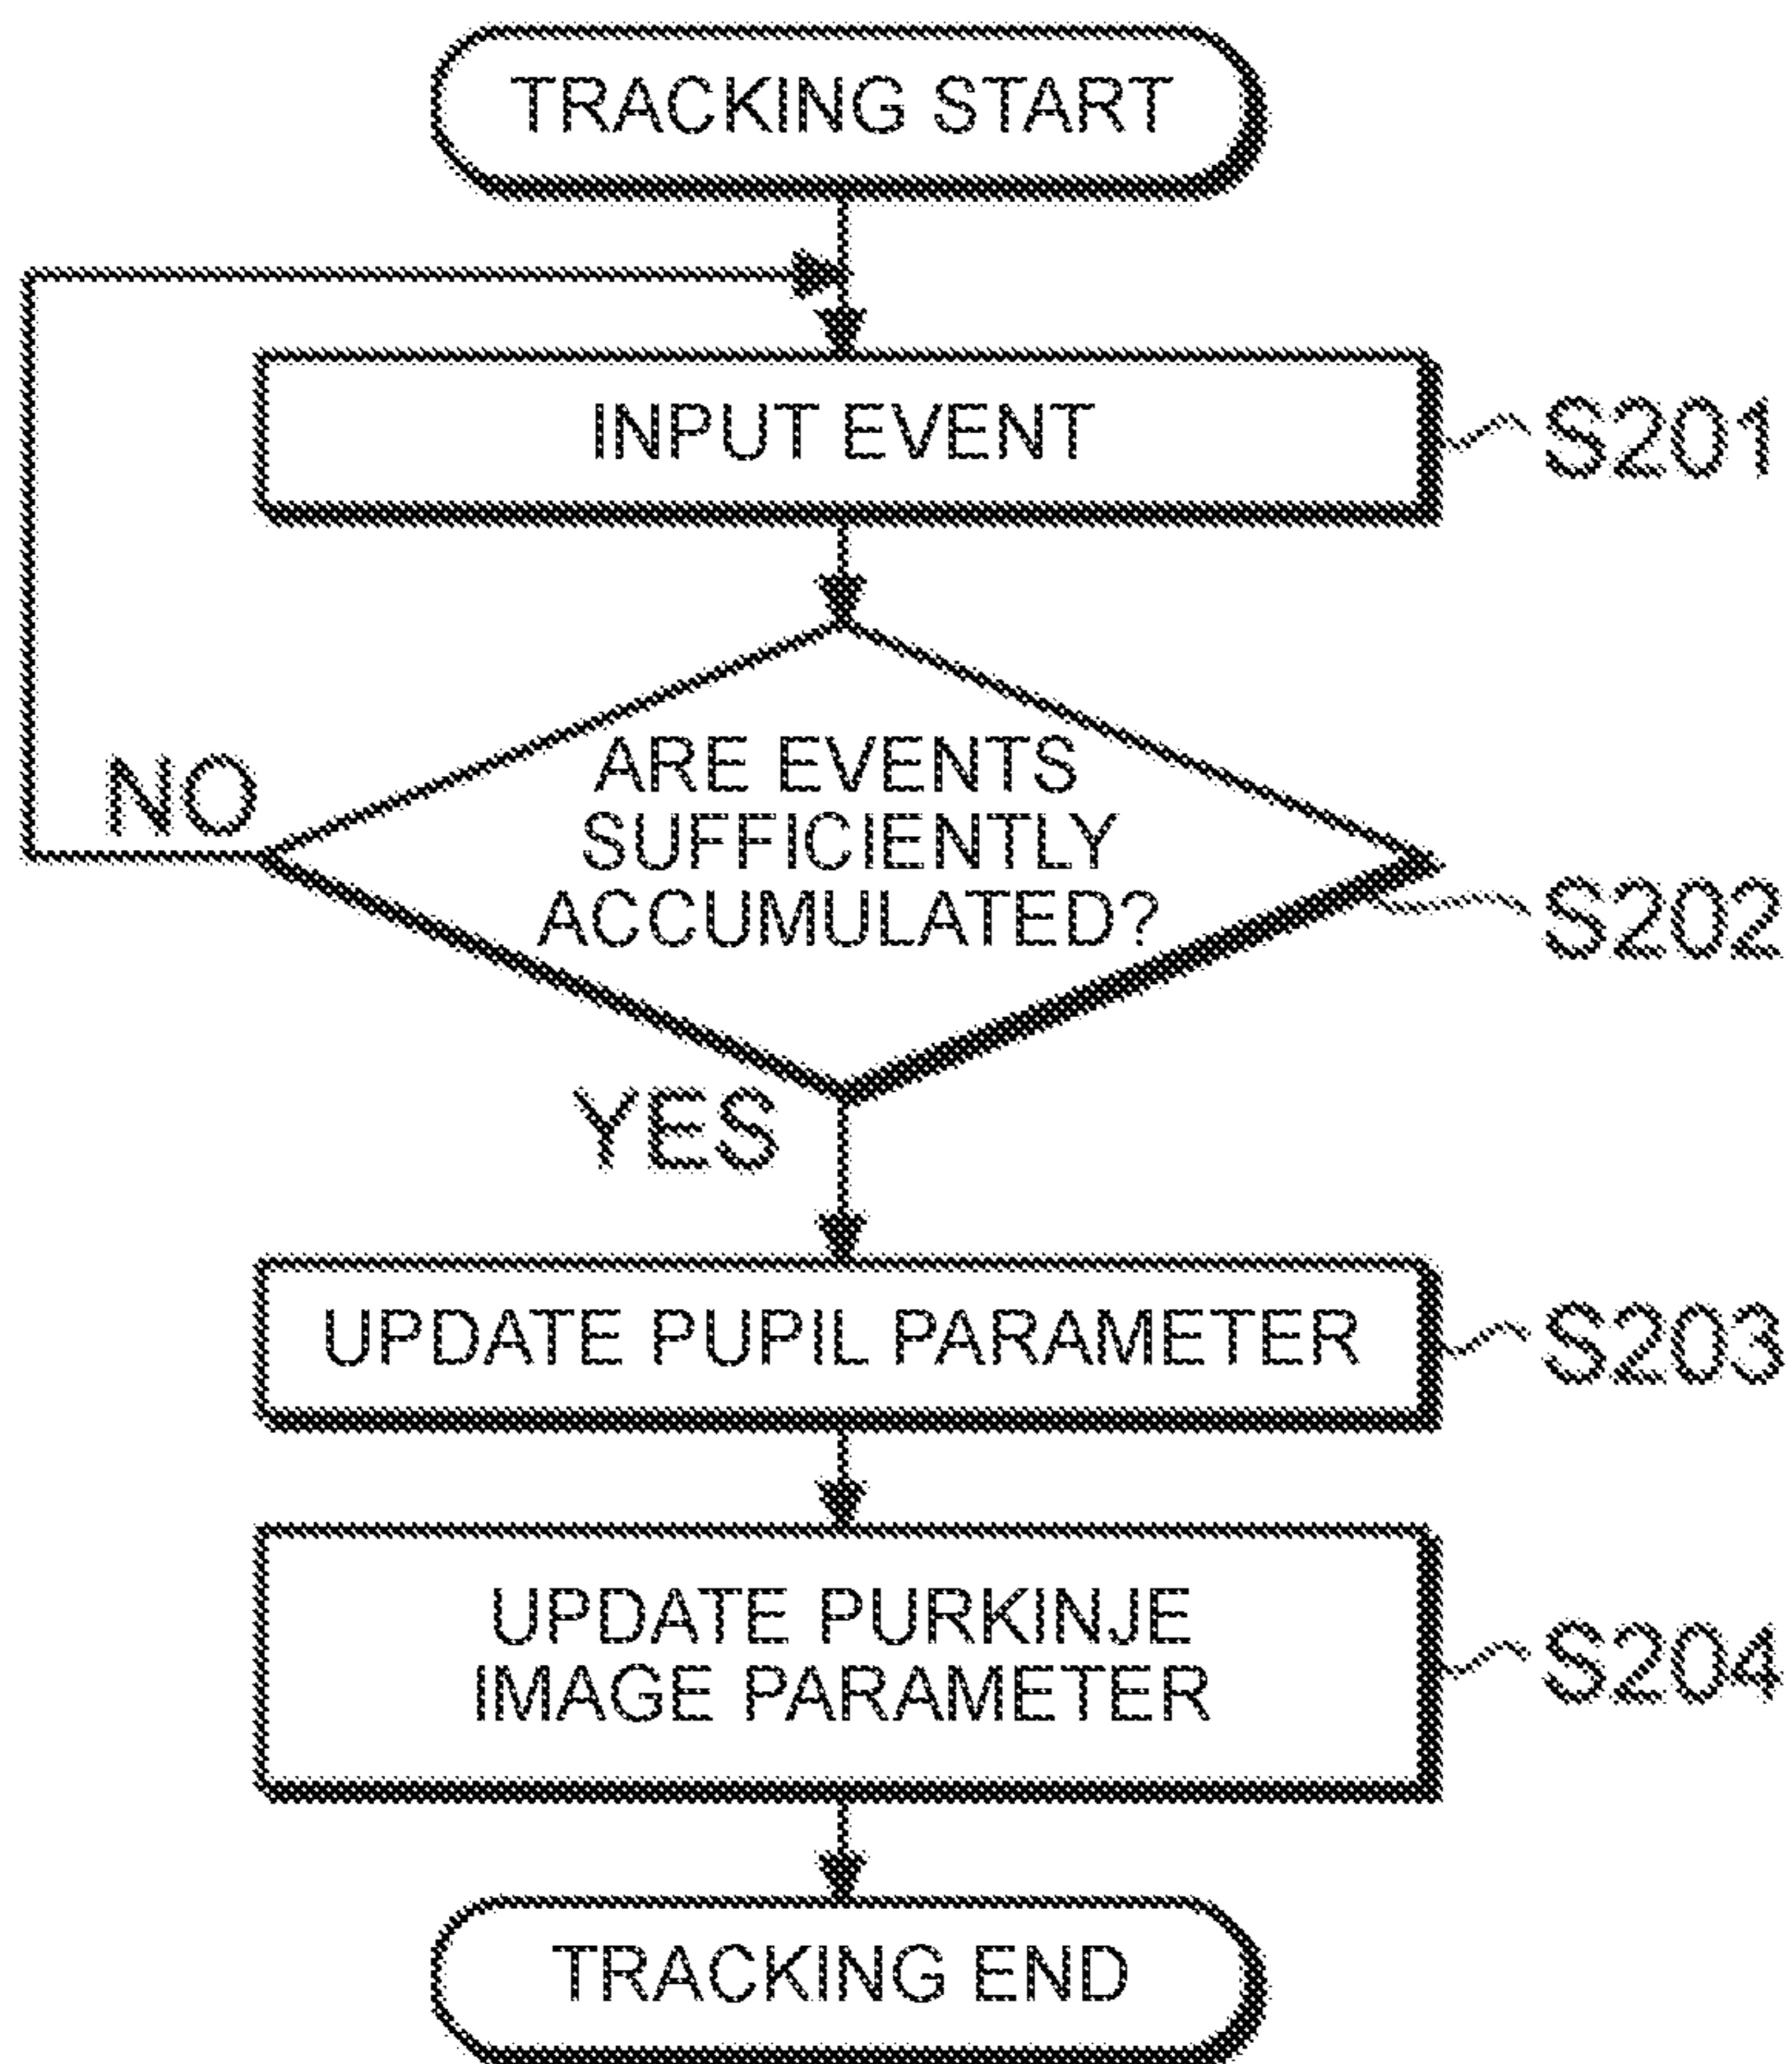 TRACKING START
INPUT EVENT
S201
ARE EVENTS
SUFFICIENTLY
ACCUMULATED?
NO
S202
YES
UPDATE PUPIL PARAMETER
S203
UPDATE PURKINJE
IMAGE PARAMETER
S204
TRACKING END